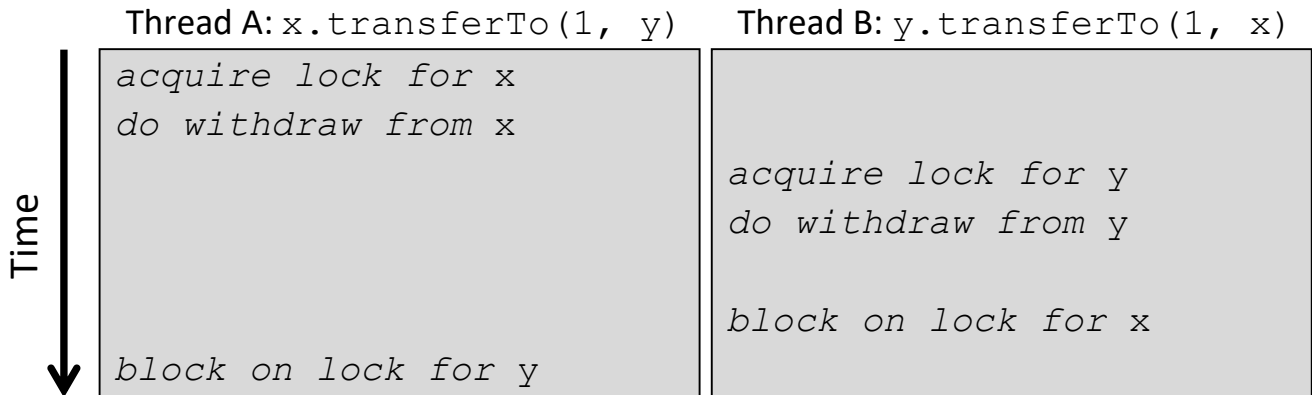 Thread A: x.transferTo(1, y)
Thread B: y.transferTo(1, x)
Time
acquire lock for x
do withdraw from x
acquire lock for y
do withdraw from y
block on lock for x
block on lock for y